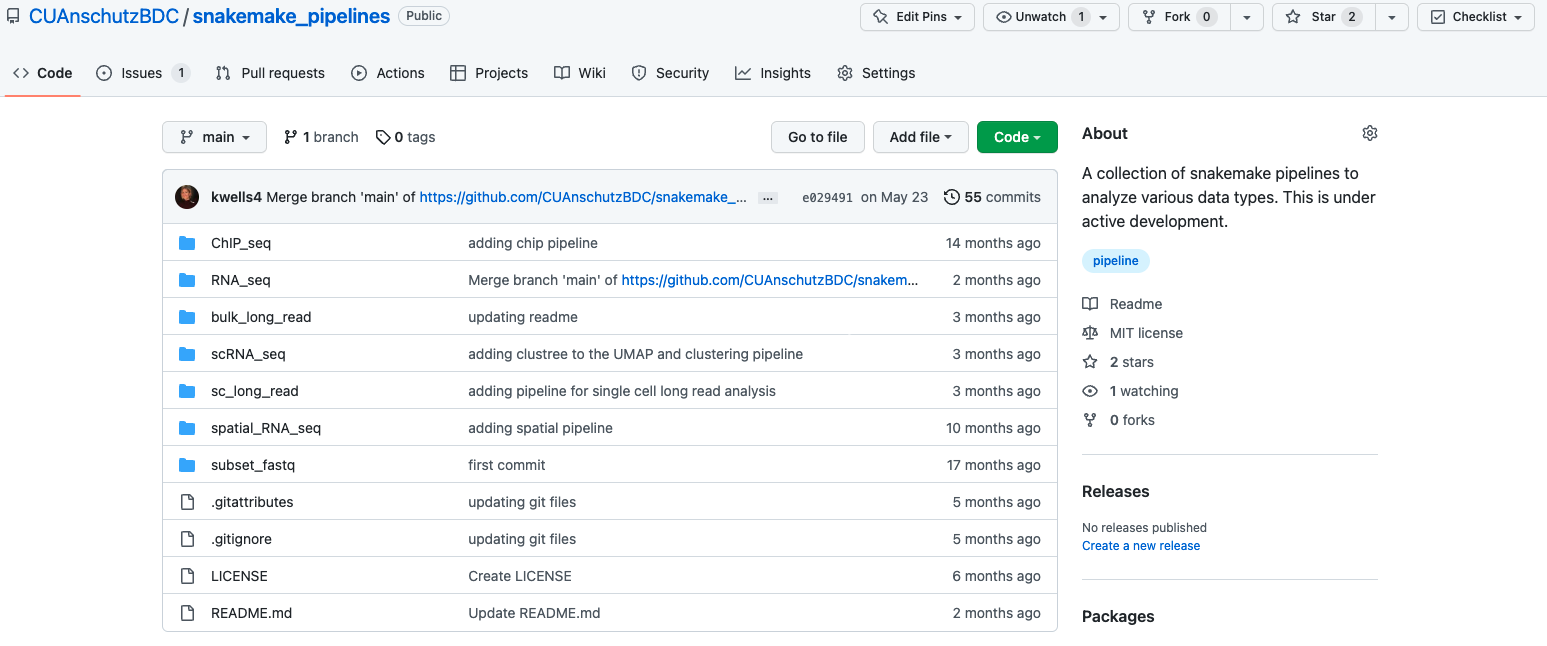 CUAnschutzBDC / snakemake_pipelines Public
Edit Pins Unwatch 1 Fork 0 Star 2 Checklist
Code Issues 1 Pull requests Actions Projects Wiki Security Insights Settings
main 1 branch 0 tags Go to file Add file Code
kwells4 Merge branch 'main' of https://github.com/CUAnschutzBDC/snakemake_... ... e029491 on May 23 55 commits
ChIP_seq adding chip pipeline 14 months ago
RNA_seq Merge branch 'main' of https://github.com/CUAnschutzBDC/snakem... 2 months ago
bulk_long_read updating readme 3 months ago
scRNA_seq adding clustree to the UMAP and clustering pipeline 3 months ago
sc_long_read adding pipeline for single cell long read analysis 3 months ago
spatial_RNA_seq adding spatial pipeline 10 months ago
subset_fastq first commit 17 months ago
.gitattributes updating git files 5 months ago
.gitignore updating git files 5 months ago
LICENSE Create LICENSE 6 months ago
README.md Update README.md 2 months ago
About
A collection of snakemake pipelines to
analyze various data types. This is under
active development.
pipeline
Readme
MIT license
2 stars
1 watching
0 forks
Releases
No releases published
Create a new release
Packages